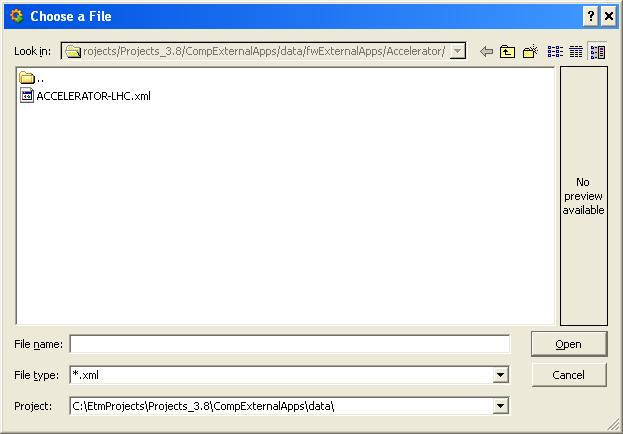 Choose a File
Look in: rojects/Projects_3.8/CompExternalApps/data/fwExternalApps/Accelerator/
..
ACCELERATOR-LHC.xml
No
preview
available
File name:
Open
File type: *.xml
Cancel
Project: C:\EtmProjects\Projects_3.8\CompExternalApps\data\